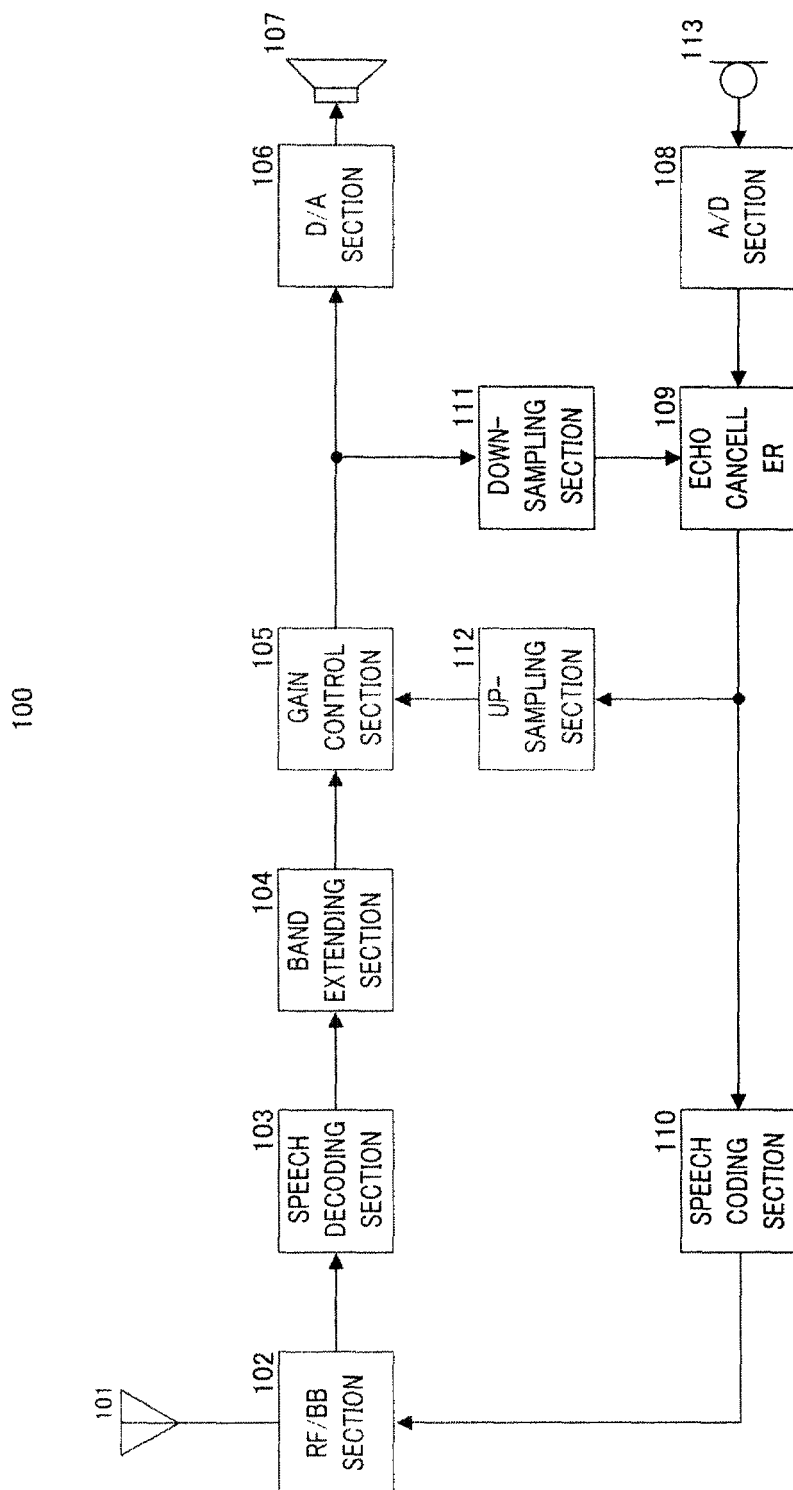 100
101
102
RF/BB
SECTION
103
SPEECH
DECODING
SECTION
104
BAND
EXTENDING
SECTION
105
GAIN
CONTROL
SECTION
106
D/A
SECTION
107
112
UP-
SAMPLING
SECTION
111
DOWN-
SAMPLING
SECTION
110
SPEECH
CODING
SECTION
109
ECHO
CANCELL
ER
108
A/D
SECTION
113